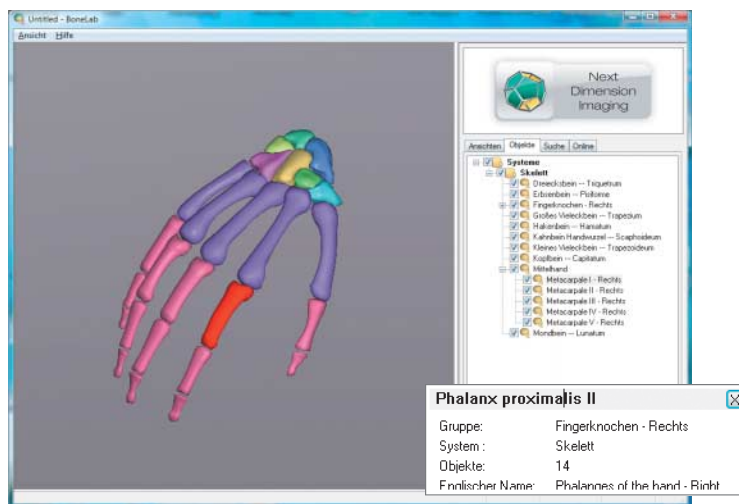 Untitled - BoneLab
Ansicht Hilfe
Next
Dimension
Imaging
Ansichten Objekte Suche Online
Systeme
Skelett
Dreiecksbein -- Triquetrum
Erbsenbein -- Pisiforme
Fingerknochen - Rechts
Großes Vieleckbein -- Trapezium
Hakenbein -- Hamatum
Kahnbein Handwurzel -- Scaphoideum
Kleines Vieleckbein -- Trapezoideum
Kopfbein -- Capitatum
Mittelhand
Metacarpale I - Rechts
Metacarpale II - Rechts
Metacarpale III - Rechts
Metacarpale IV - Rechts
Metacarpale V - Rechts
Mondbein -- Lunatum
Phalanx proximalis II
Gruppe: Fingerknochen - Rechts
System : Skelett
Objekte: 14
Englischer Name: Phalanges of the hand - Right